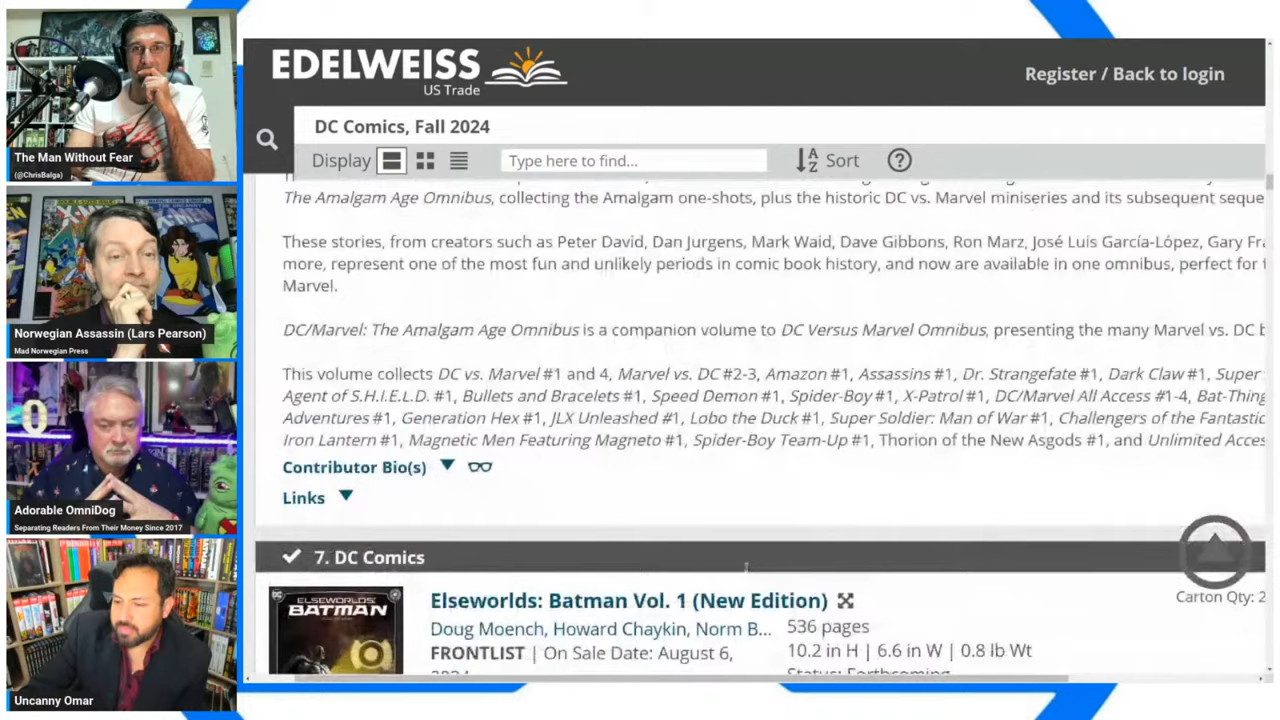 The Man Without Fear
(@ChrisBalga)
Norwegian Assassin (Lars Pearson)
Mad Norwegian Press
Adorable OmniDog
Separating Readers From Their Money Since 2017
Uncanny Omar
EDELWEISS
US Trade
Register / Back to login
DC Comics, Fall 2024
Display
Type here to find...
Sort
?
The Amalgam Age Omnibus, collecting the Amalgam one-shots, plus the historic DC vs. Marvel miniseries and its subsequent seque
These stories, from creators such as Peter David, Dan Jurgens, Mark Waid, Dave Gibbons, Ron Marz, José Luis García-López, Gary Fra
more, represent one of the most fun and unlikely periods in comic book history, and now are available in one omnibus, perfect for
Marvel.
DC/Marvel: The Amalgam Age Omnibus is a companion volume to DC Versus Marvel Omnibus, presenting the many Marvel vs. DC
This volume collects DC vs. Marvel #1 and 4, Marvel vs. DC #2-3, Amazon #1, Assassins #1, Dr. Strangefate #1, Dark Claw #1, Super
Agent of S.H.I.E.L.D. #1, Bullets and Bracelets #1, Speed Demon #1, Spider-Boy #1, X-Patrol #1, DC/Marvel All Access #1-4, Bat-Thing
Adventures #1, Generation Hex #1, JLX Unleashed #1, Lobo the Duck #1, Super Soldier: Man of War #1, Challengers of the Fantastic
Iron Lantern #1, Magnetic Men Featuring Magneto #1, Spider-Boy Team-Up #1, Thorion of the New Asgods #1, and Unlimited Acces
Contributor Bio(s)
Links
7. DC Comics
Carton Qty: 2
ELSEWORLDS:
BATMAN
Elseworlds: Batman Vol. 1 (New Edition)
Doug Moench, Howard Chaykin, Norm B...
FRONTLIST | On Sale Date: August 6,
536 pages
10.2 in H | 6.6 in W | 0.8 lb Wt
Status: Forthcoming